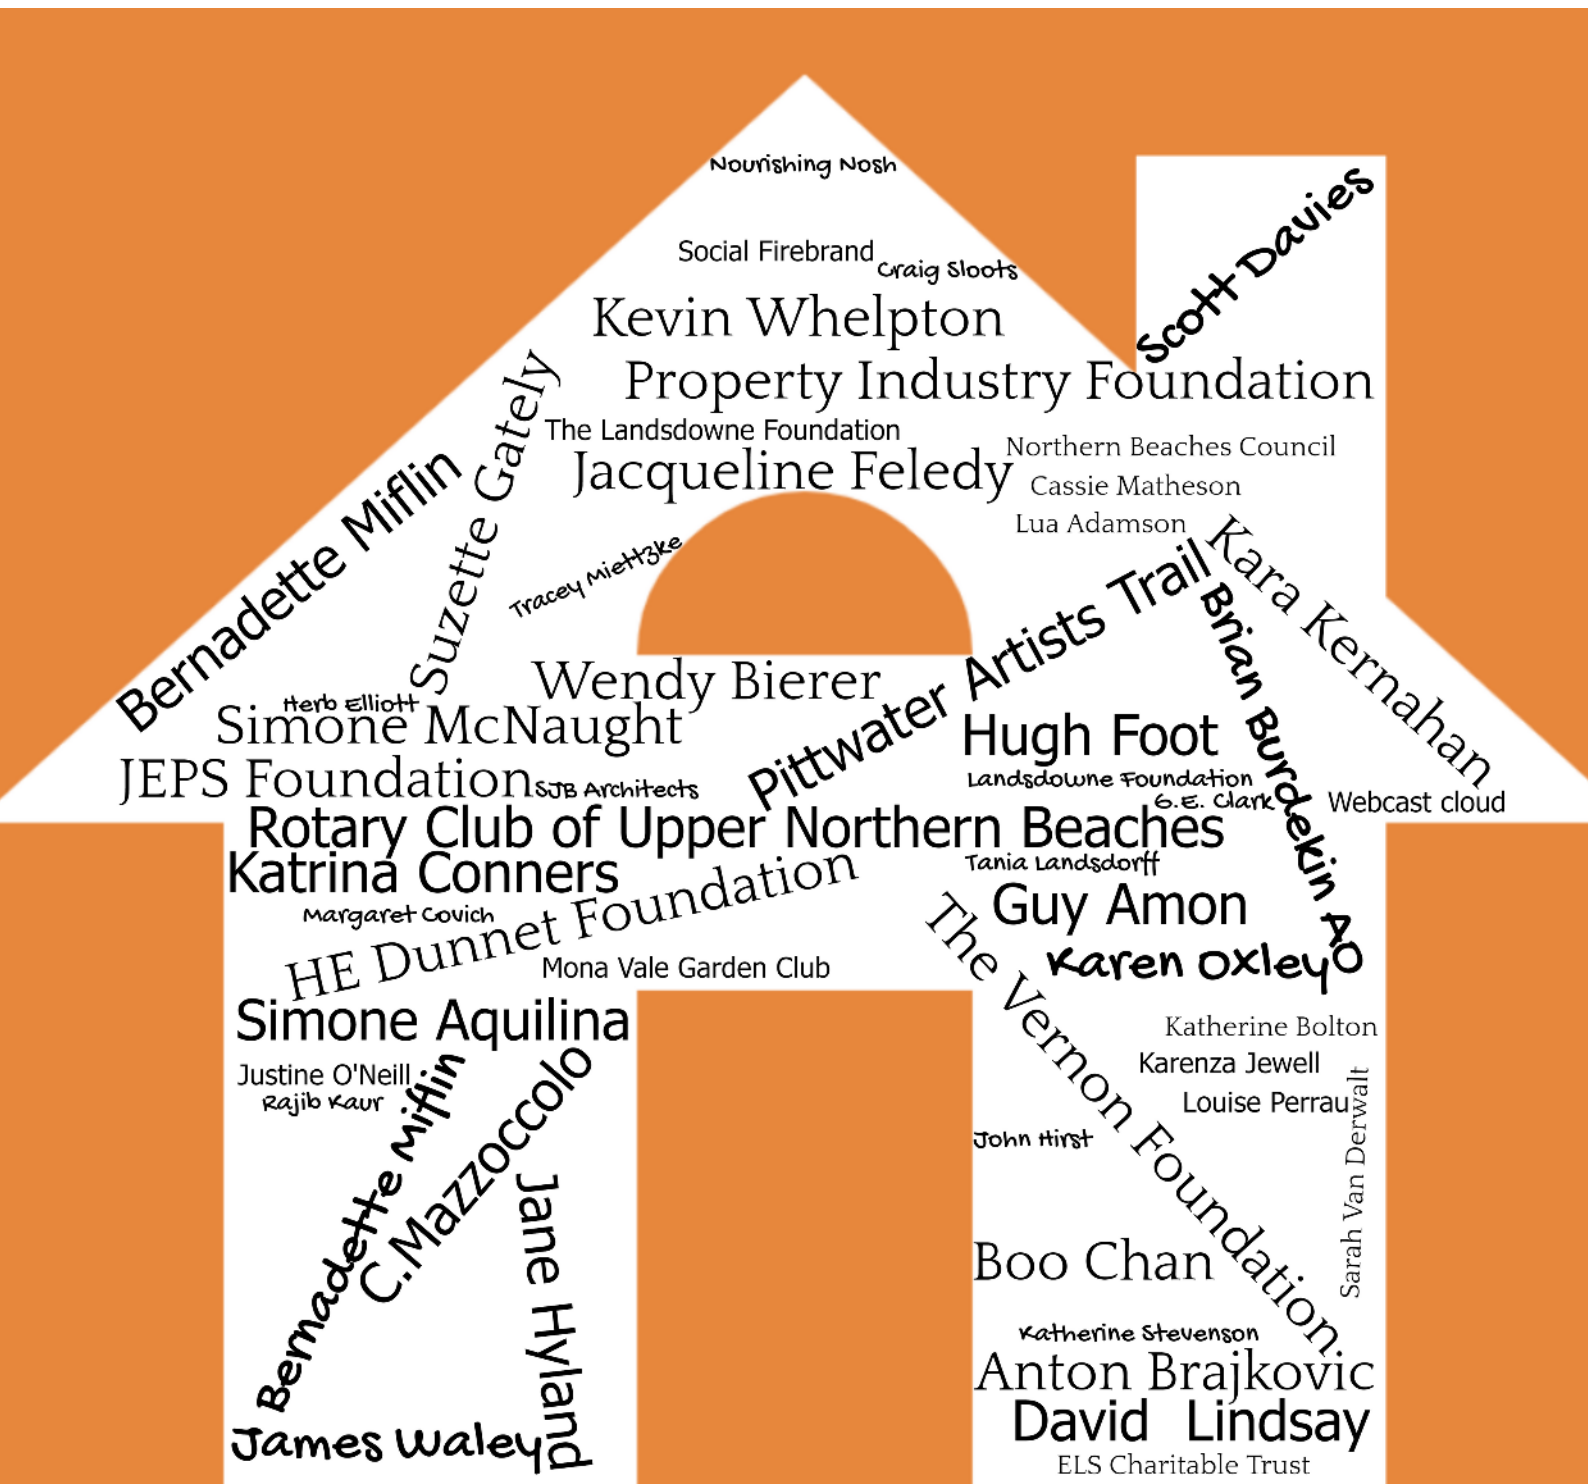 Nourishing Nosh
Scott Davies
Social Firebrand
Craig Sloots
Kevin Whelpton
Property Industry Foundation
Suzette Gately
The Landsdowne Foundation
Northern Beaches Council
Jacqueline Feledy
Cassie Matheson
Lua Adamson
Bernadette Miflin
Tracey Miettzke
Kara Kernahan
Pittwater Artists Trail
Brian Burdekin AO
Wendy Bierer
Herb Elliott
Simone McNaught
Hugh Foot
JEPS Foundation
SJB Architects
Landsdowne Foundation
G.E. Clark
Webcast cloud
Rotary Club of Upper Northern Beaches
Katrina Conners
Tania Landsdorff
Margaret Covich
HE Dunnet Foundation
Guy Amon
The Vernon Foundation
Karen Oxley
Mona Vale Garden Club
Simone Aquilina
Katherine Bolton
Karenza Jewell
Justine O'Neill
Rajib Kaur
Louise Perrau
Bernadette Miflin
C.Mazzoccolo
Sarah Van Derwalt
John Hirst
Jane Hyland
Boo Chan
Katherine Stevenson
Anton Brajkovic
David Lindsay
James Waley
ELS Charitable Trust